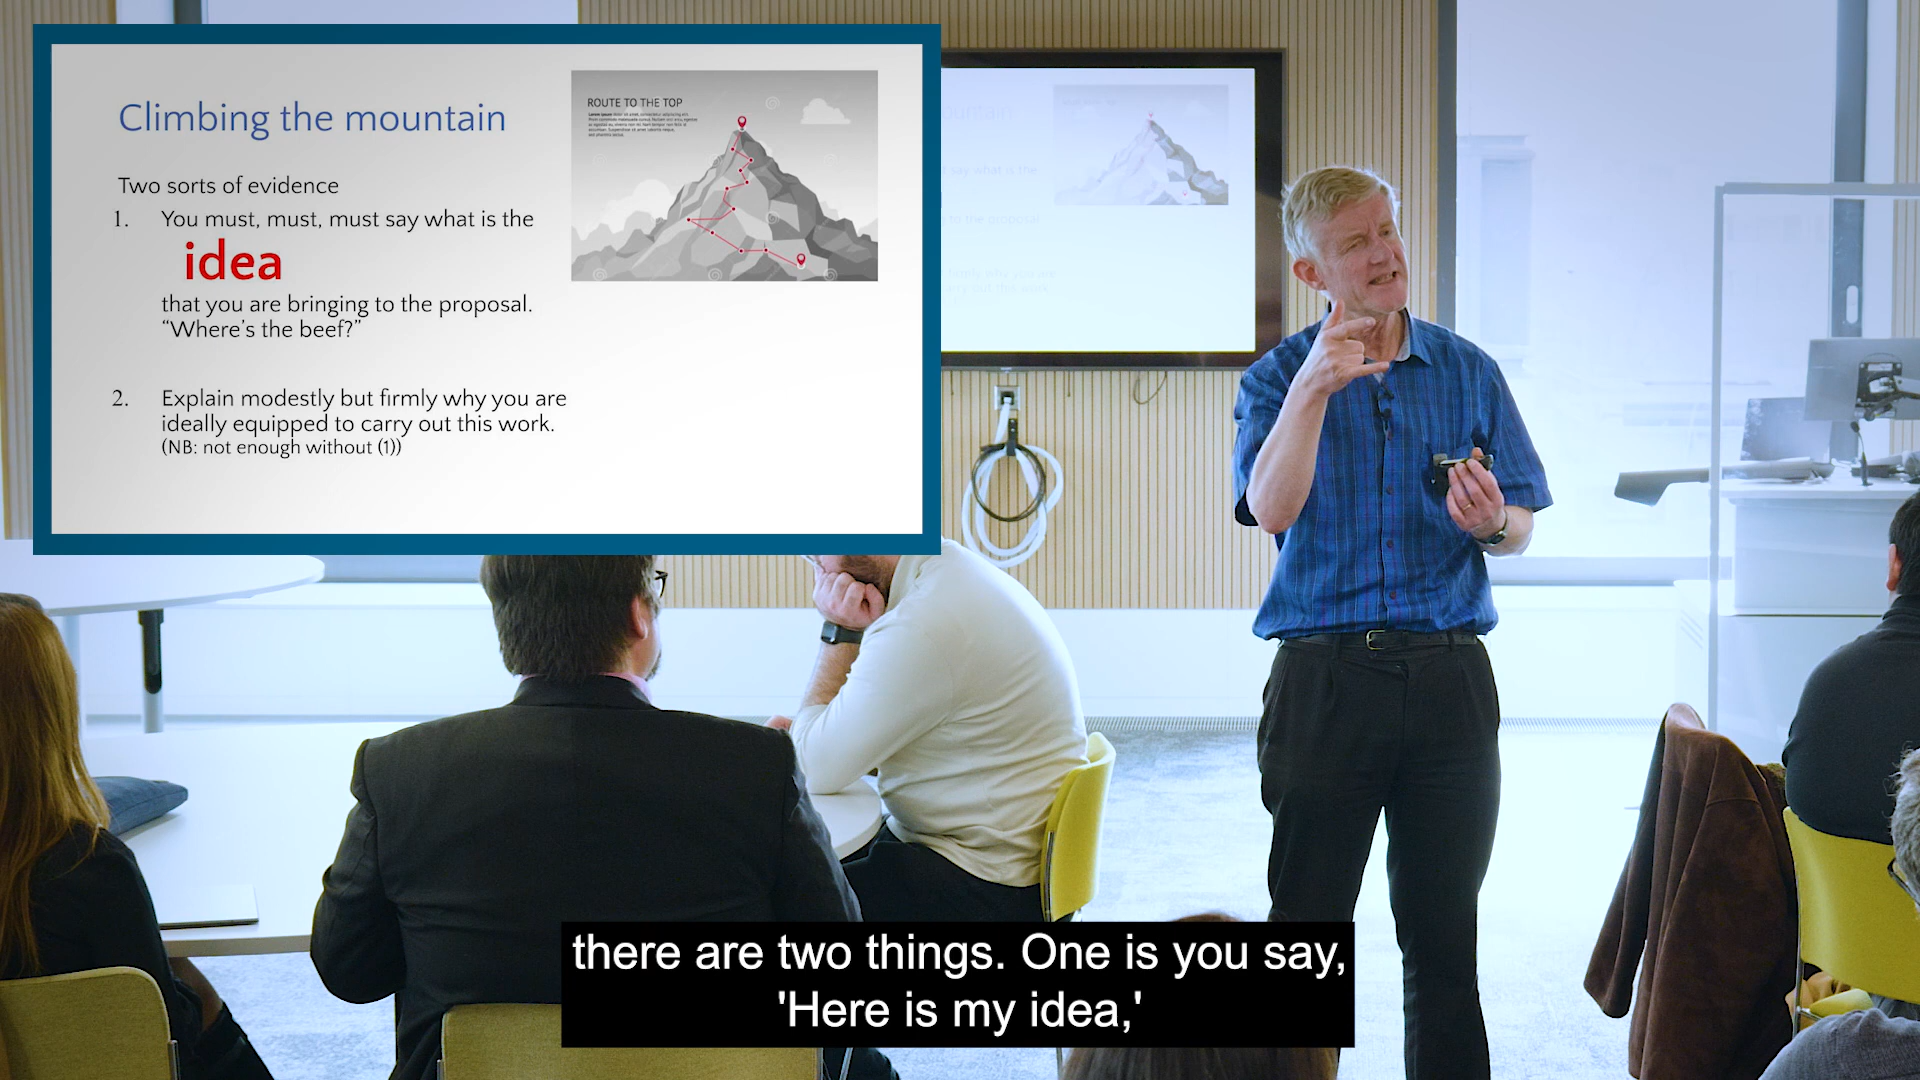 Climbing the mountain
Two sorts of evidence
1. You must, must, must say what is the
idea
that you are bringing to the proposal.
“Where’s the beef?”
2. Explain modestly but firmly why you are
ideally equipped to carry out this work.
(NB: not enough without (1))
ROUTE TO THE TOP
there are two things. One is you say,
'Here is my idea,'